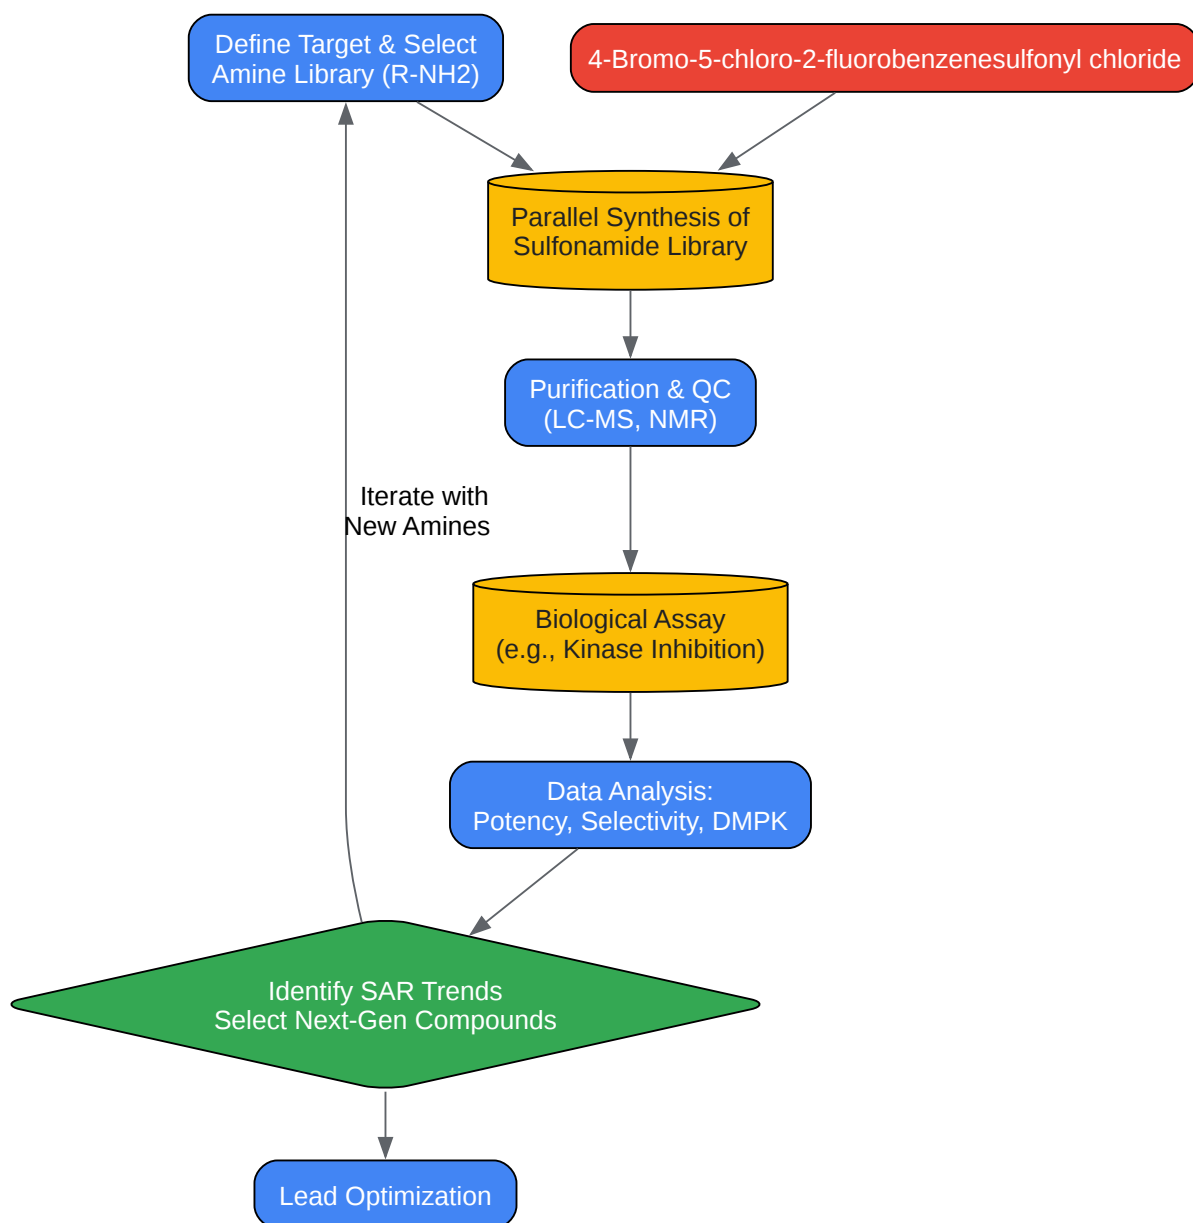 Define Target & Select
Amine Library (R-NH2)
4-Bromo-5-chloro-2-fluorobenzenesulfonyl chloride
Parallel Synthesis of
Sulfonamide Library
Purification & QC
(LC-MS, NMR)
Iterate with
New Amines
Biological Assay
(e.g., Kinase Inhibition)
Data Analysis:
Potency, Selectivity, DMPK
Identify SAR Trends
Select Next-Gen Compounds
Lead Optimization